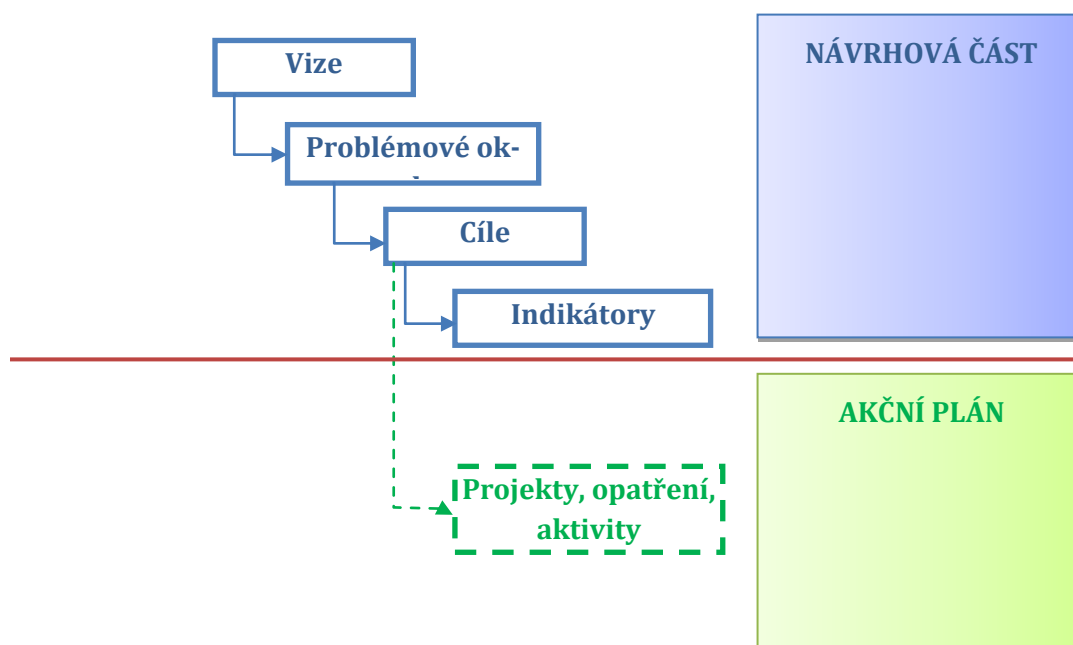 Vize
NÁVRHOVÁ ČÁST
Problémové ok-
Cíle
Indikátory
AKČNÍ PLÁN
Projekty, opatření,
aktivity